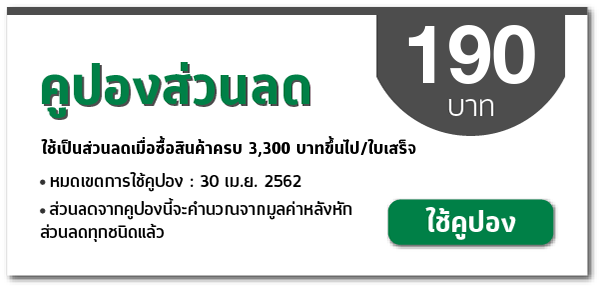 190
บาท
คูปองส่วนลด
ใช้เป็นส่วนลดเมื่อซื้อสินค้าครบ 3,300 บาทขึ้นไป/ใบเสร็จ
• หมดเขตการใช้คูปอง : 30 เม.ย. 2562
• ส่วนลดจากคูปองนี้จะคำนวณจากมูลค่าหลังหัก
ส่วนลดทุกชนิดแล้ว
ใช้คูปอง